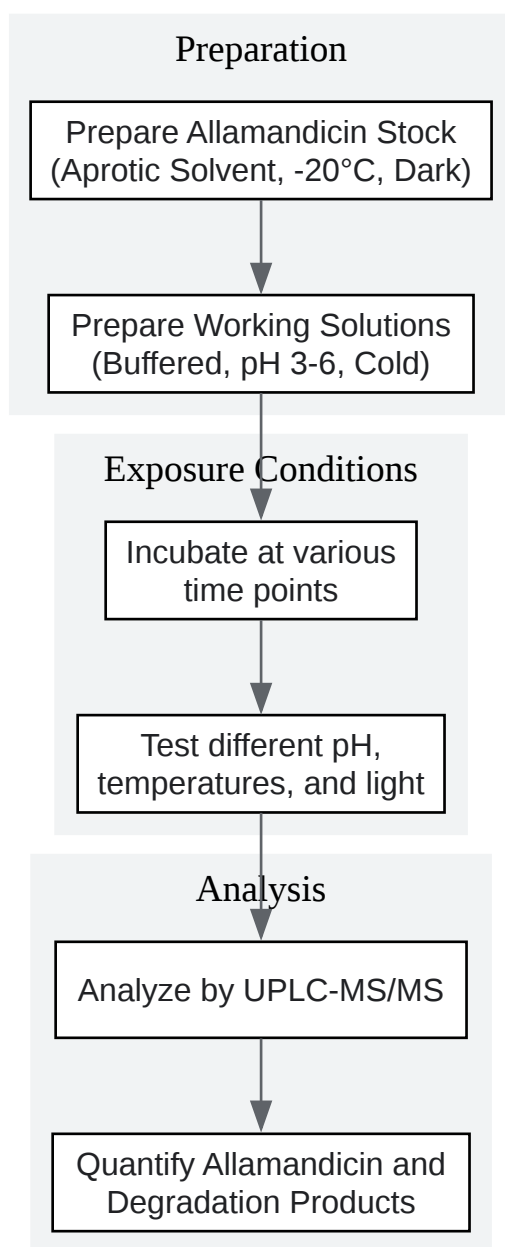 Preparation
Prepare Allamandicin Stock
(Aprotic Solvent, -20°C, Dark)
Prepare Working Solutions
(Buffered, pH 3-6, Cold)
Exposure Conditions
Incubate at various
time points
Test different pH,
temperatures, and light
Analysis
Analyze by UPLC-MS/MS
Quantify Allamandicin and
Degradation Products